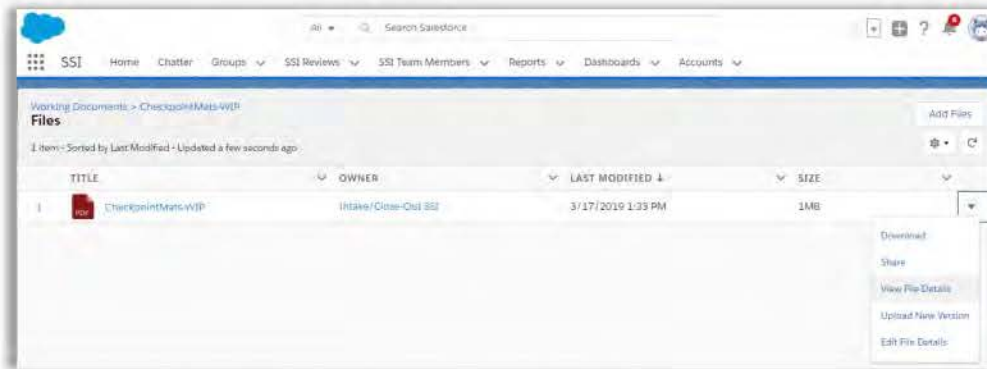 All Search Salesforce
SSI Home Chatter Groups SSI Reviews SSI Team Members Reports Dashboards Accounts
Working Documents > CheckpointMats-WIP
Files Add Files
1 item • Sorted by Last Modified • Updated a few seconds ago
TITLE OWNER LAST MODIFIED ↓ SIZE
1 PDF CheckpointMats-WIP Intake/Close-Out SSI 3/17/2019 1:33 PM 1MB
Download
Share
View File Details
Upload New Version
Edit File Details